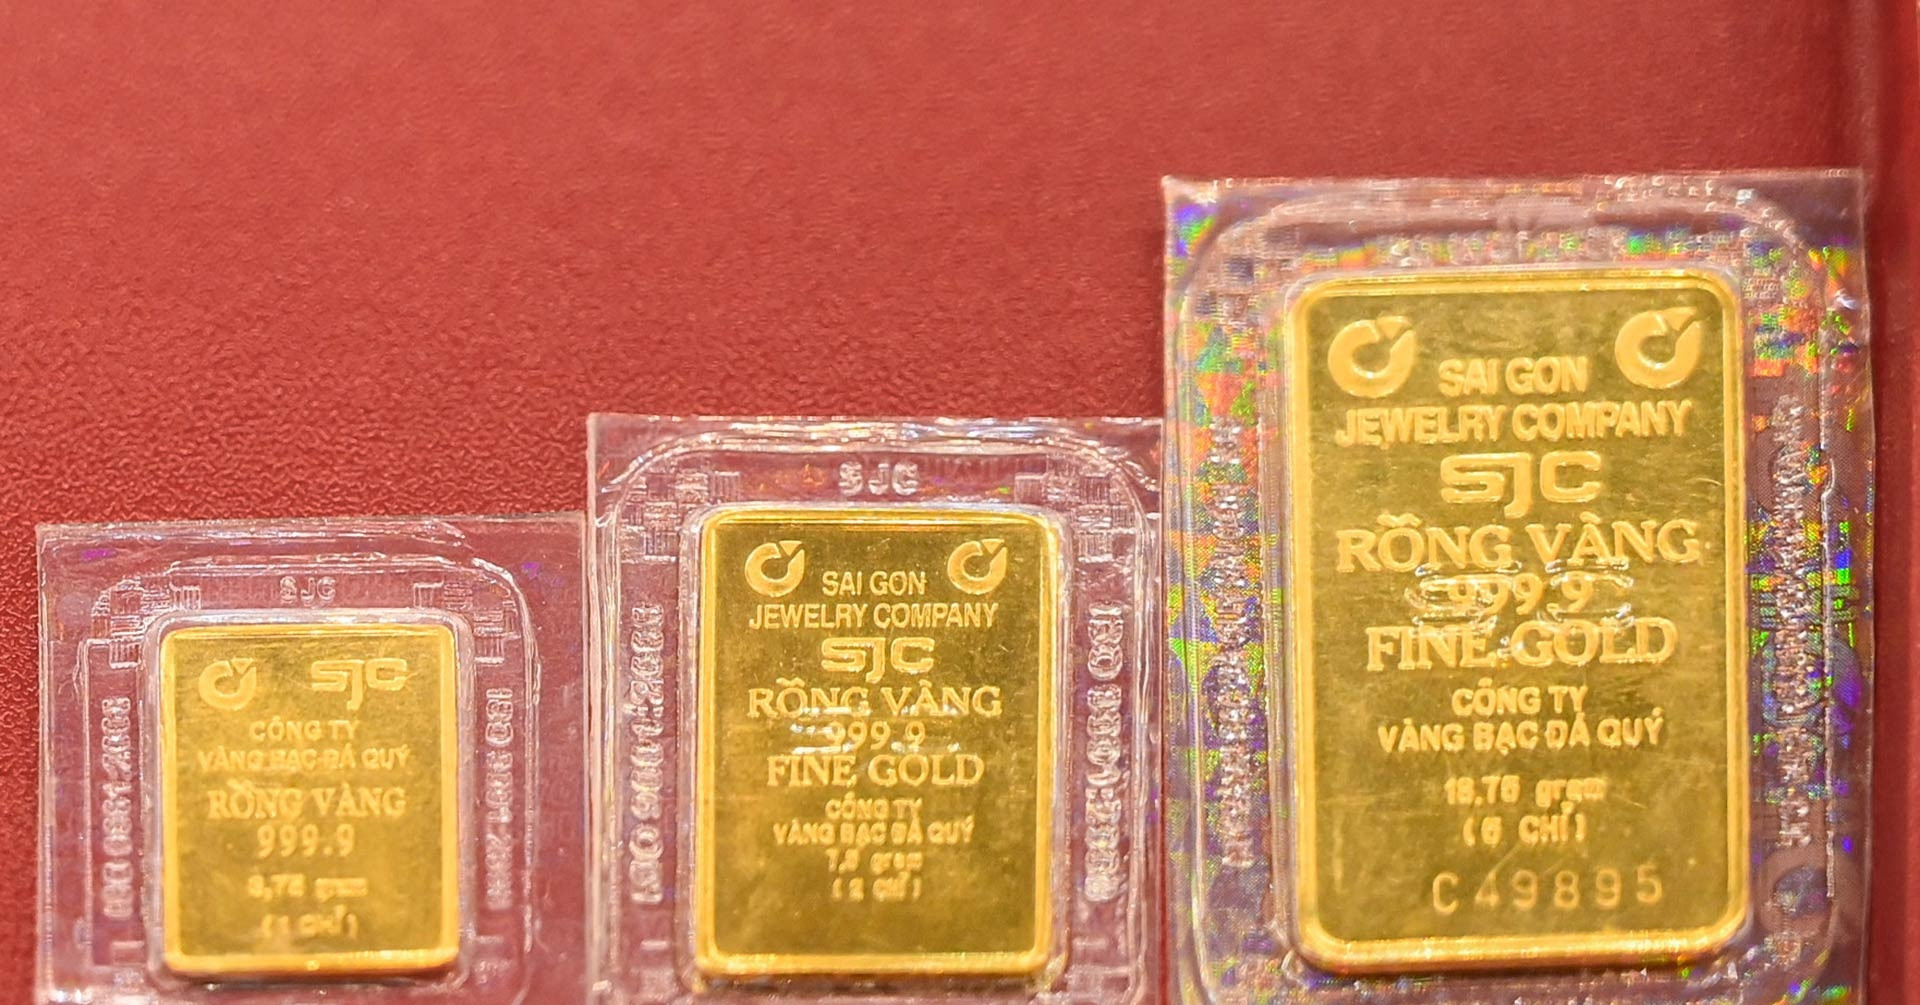 SJC
SJC
CÔNG TY
VÀNG BẠC ĐÁ QUÝ
RỒNG VÀNG
999.9
3,75 gram
(1 CHỈ)
SJC
SAI GON
JEWELRY COMPANY
SJC
RỒNG VÀNG
999.9
FINE GOLD
CÔNG TY
VÀNG BẠC ĐÁ QUÝ
7,5 gram
(2 CHỈ)
SAI GON
JEWELRY COMPANY
SJC
RỒNG VÀNG
999.9
FINE GOLD
CÔNG TY
VÀNG BẠC ĐÁ QUÝ
18,75 gram
(5 CHỈ)
C49895